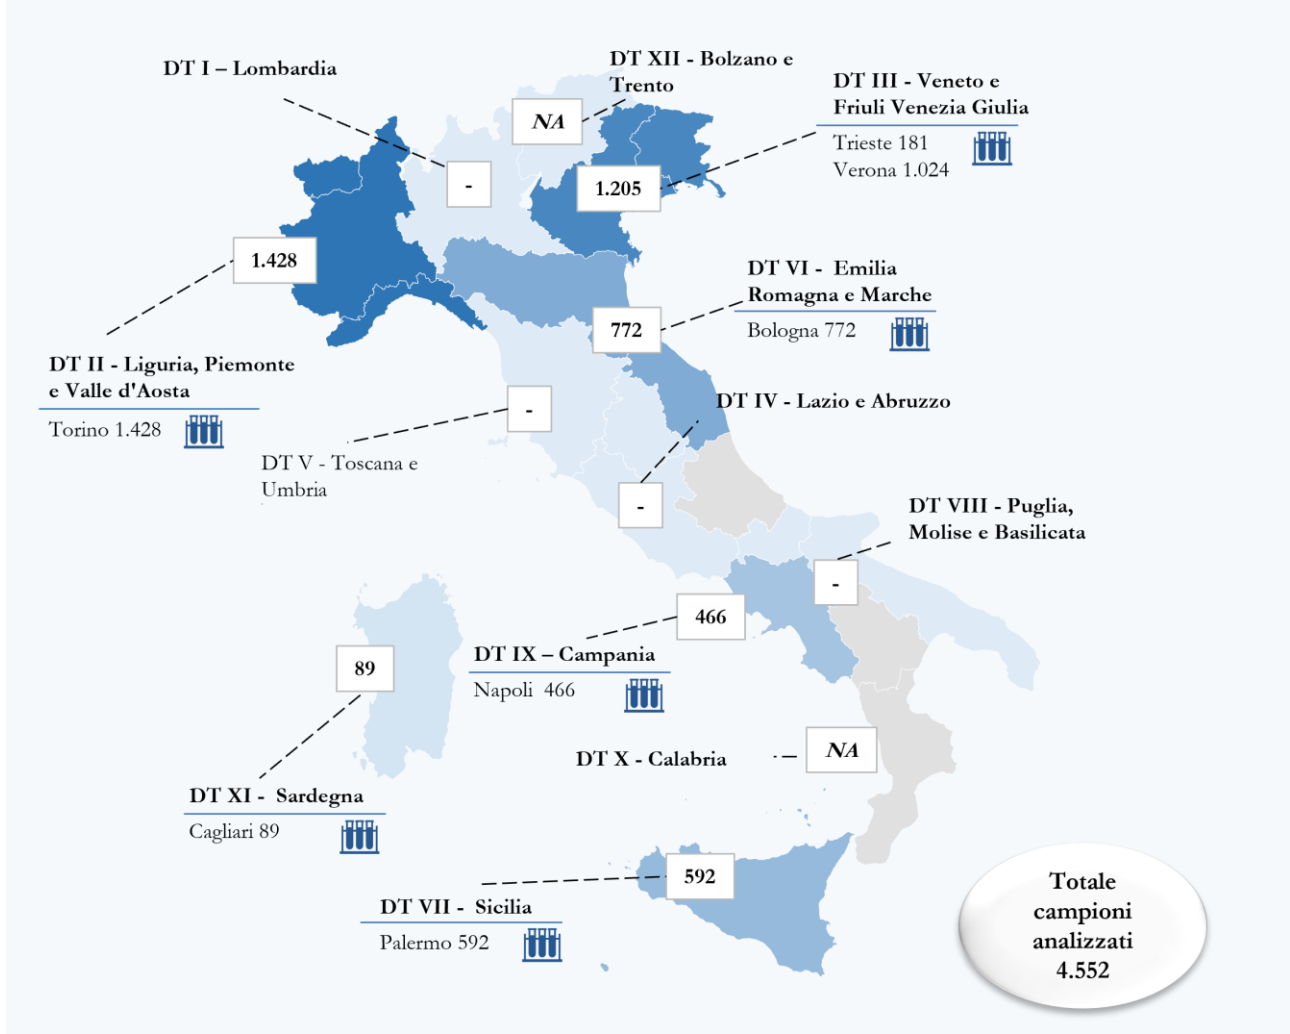 DT I – Lombardia
-
DT XII - Bolzano e
Trento
NA
DT III - Veneto e
Friuli Venezia Giulia
Trieste 181
Verona 1.024
1.205
1.428
DT II - Liguria, Piemonte
e Valle d'Aosta
Torino 1.428
DT VI -  Emilia
Romagna e Marche
Bologna 772
772
DT IV - Lazio e Abruzzo
-
-
DT V - Toscana e
Umbria
DT VIII - Puglia,
Molise e Basilicata
-
466
DT IX – Campania
Napoli  466
89
DT XI -  Sardegna
Cagliari 89
DT X - Calabria
NA
592
DT VII -  Sicilia
Palermo 592
Totale
campioni
analizzati
4.552